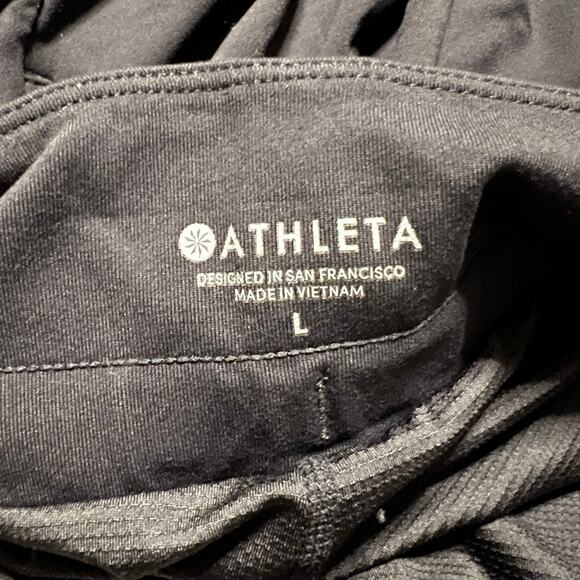 ATHLETA
DESIGNED IN SAN FRANCISCO
MADE IN VIETNAM
L